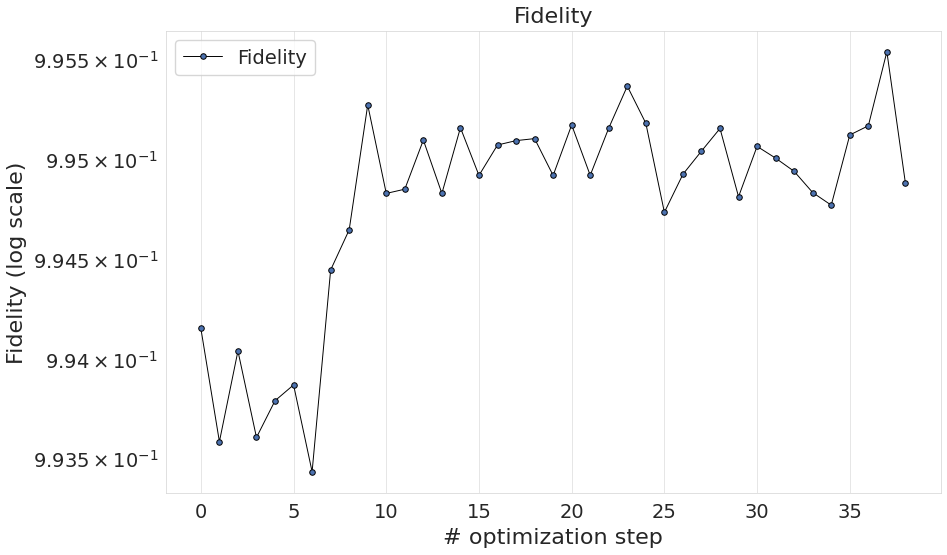 Fidelity
Fidelity
9.955 × 10⁻¹
9.95 × 10⁻¹
9.945 × 10⁻¹
9.94 × 10⁻¹
9.935 × 10⁻¹
Fidelity (log scale)
0 5 10 15 20 25 30 35
# optimization step